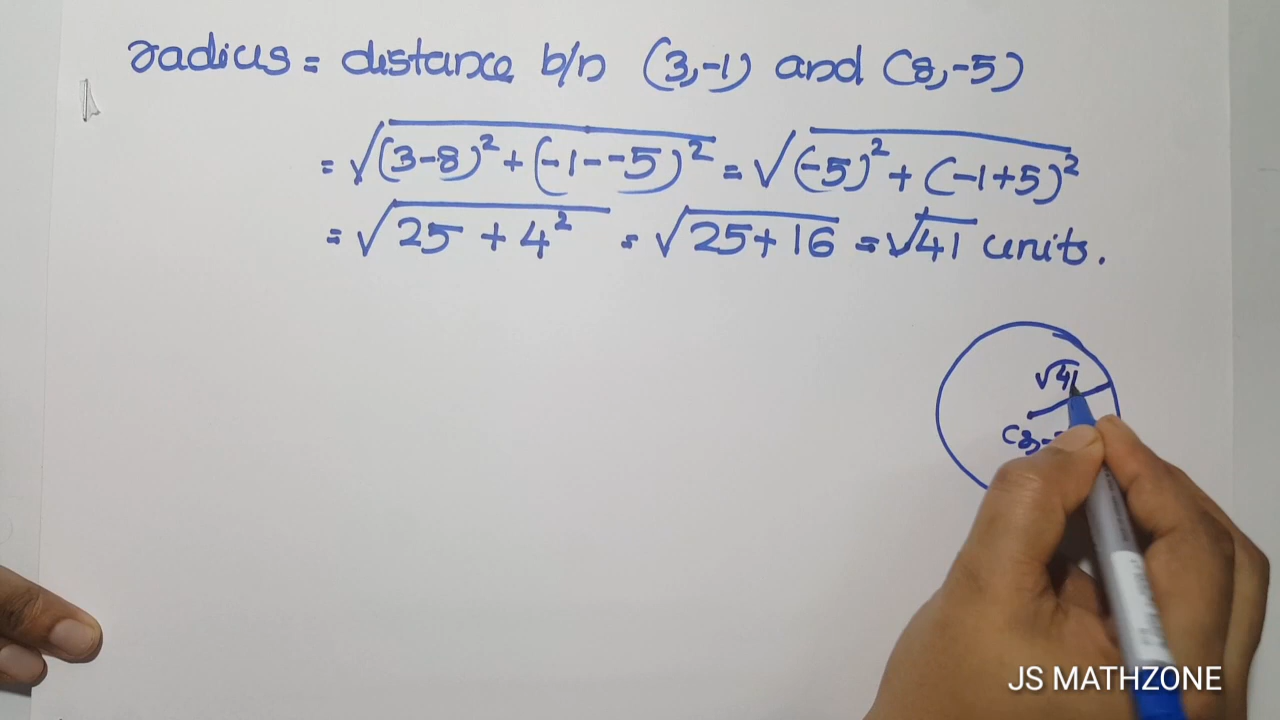 radius = distance b/n (3,-1) and (8,-5)
= √(3-8)² + (-1--5)² = √(-5)² + (-1+5)²
= √25 + 4² = √25+16 = √41 units.
√41
(8,-
JS MATHZONE